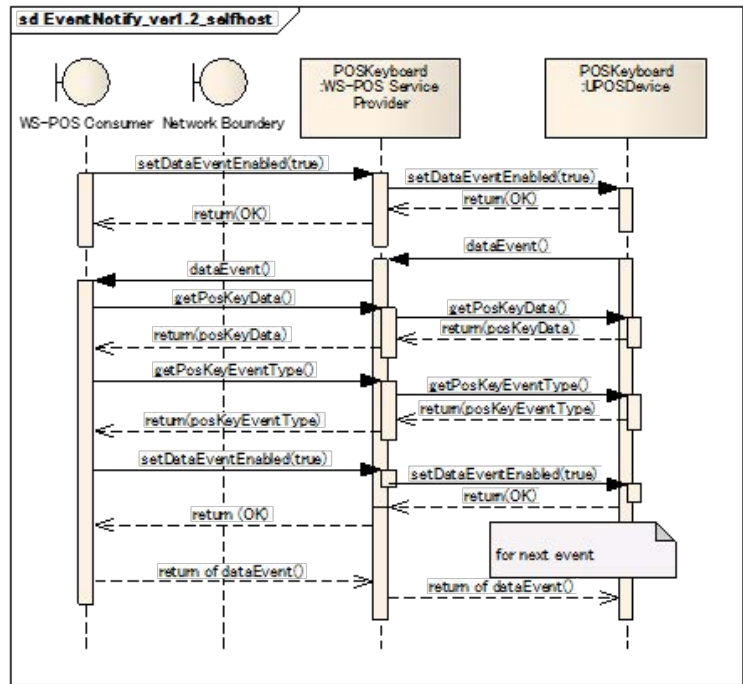 sd EventNotify_ver1.2_selfhost
WS-POS Consumer
Network Boundary
POSKeyboard
:WS-POS Service
Provider
POSKeyboard
:UPOSDevice
setDataEventEnabled(true)
setDataEventEnabled(true)
return(OK)
return(OK)
dataEvent()
dataEvent()
getPosKeyData()
getPosKeyData()
return(posKeyData)
return(posKeyData)
getPosKeyEventType()
getPosKeyEventType()
return(posKeyEventType)
return(posKeyEventType)
setDataEventEnabled(true)
setDataEventEnabled(true)
return(OK)
return (OK)
for next event
return of dataEvent()
return of dataEvent()